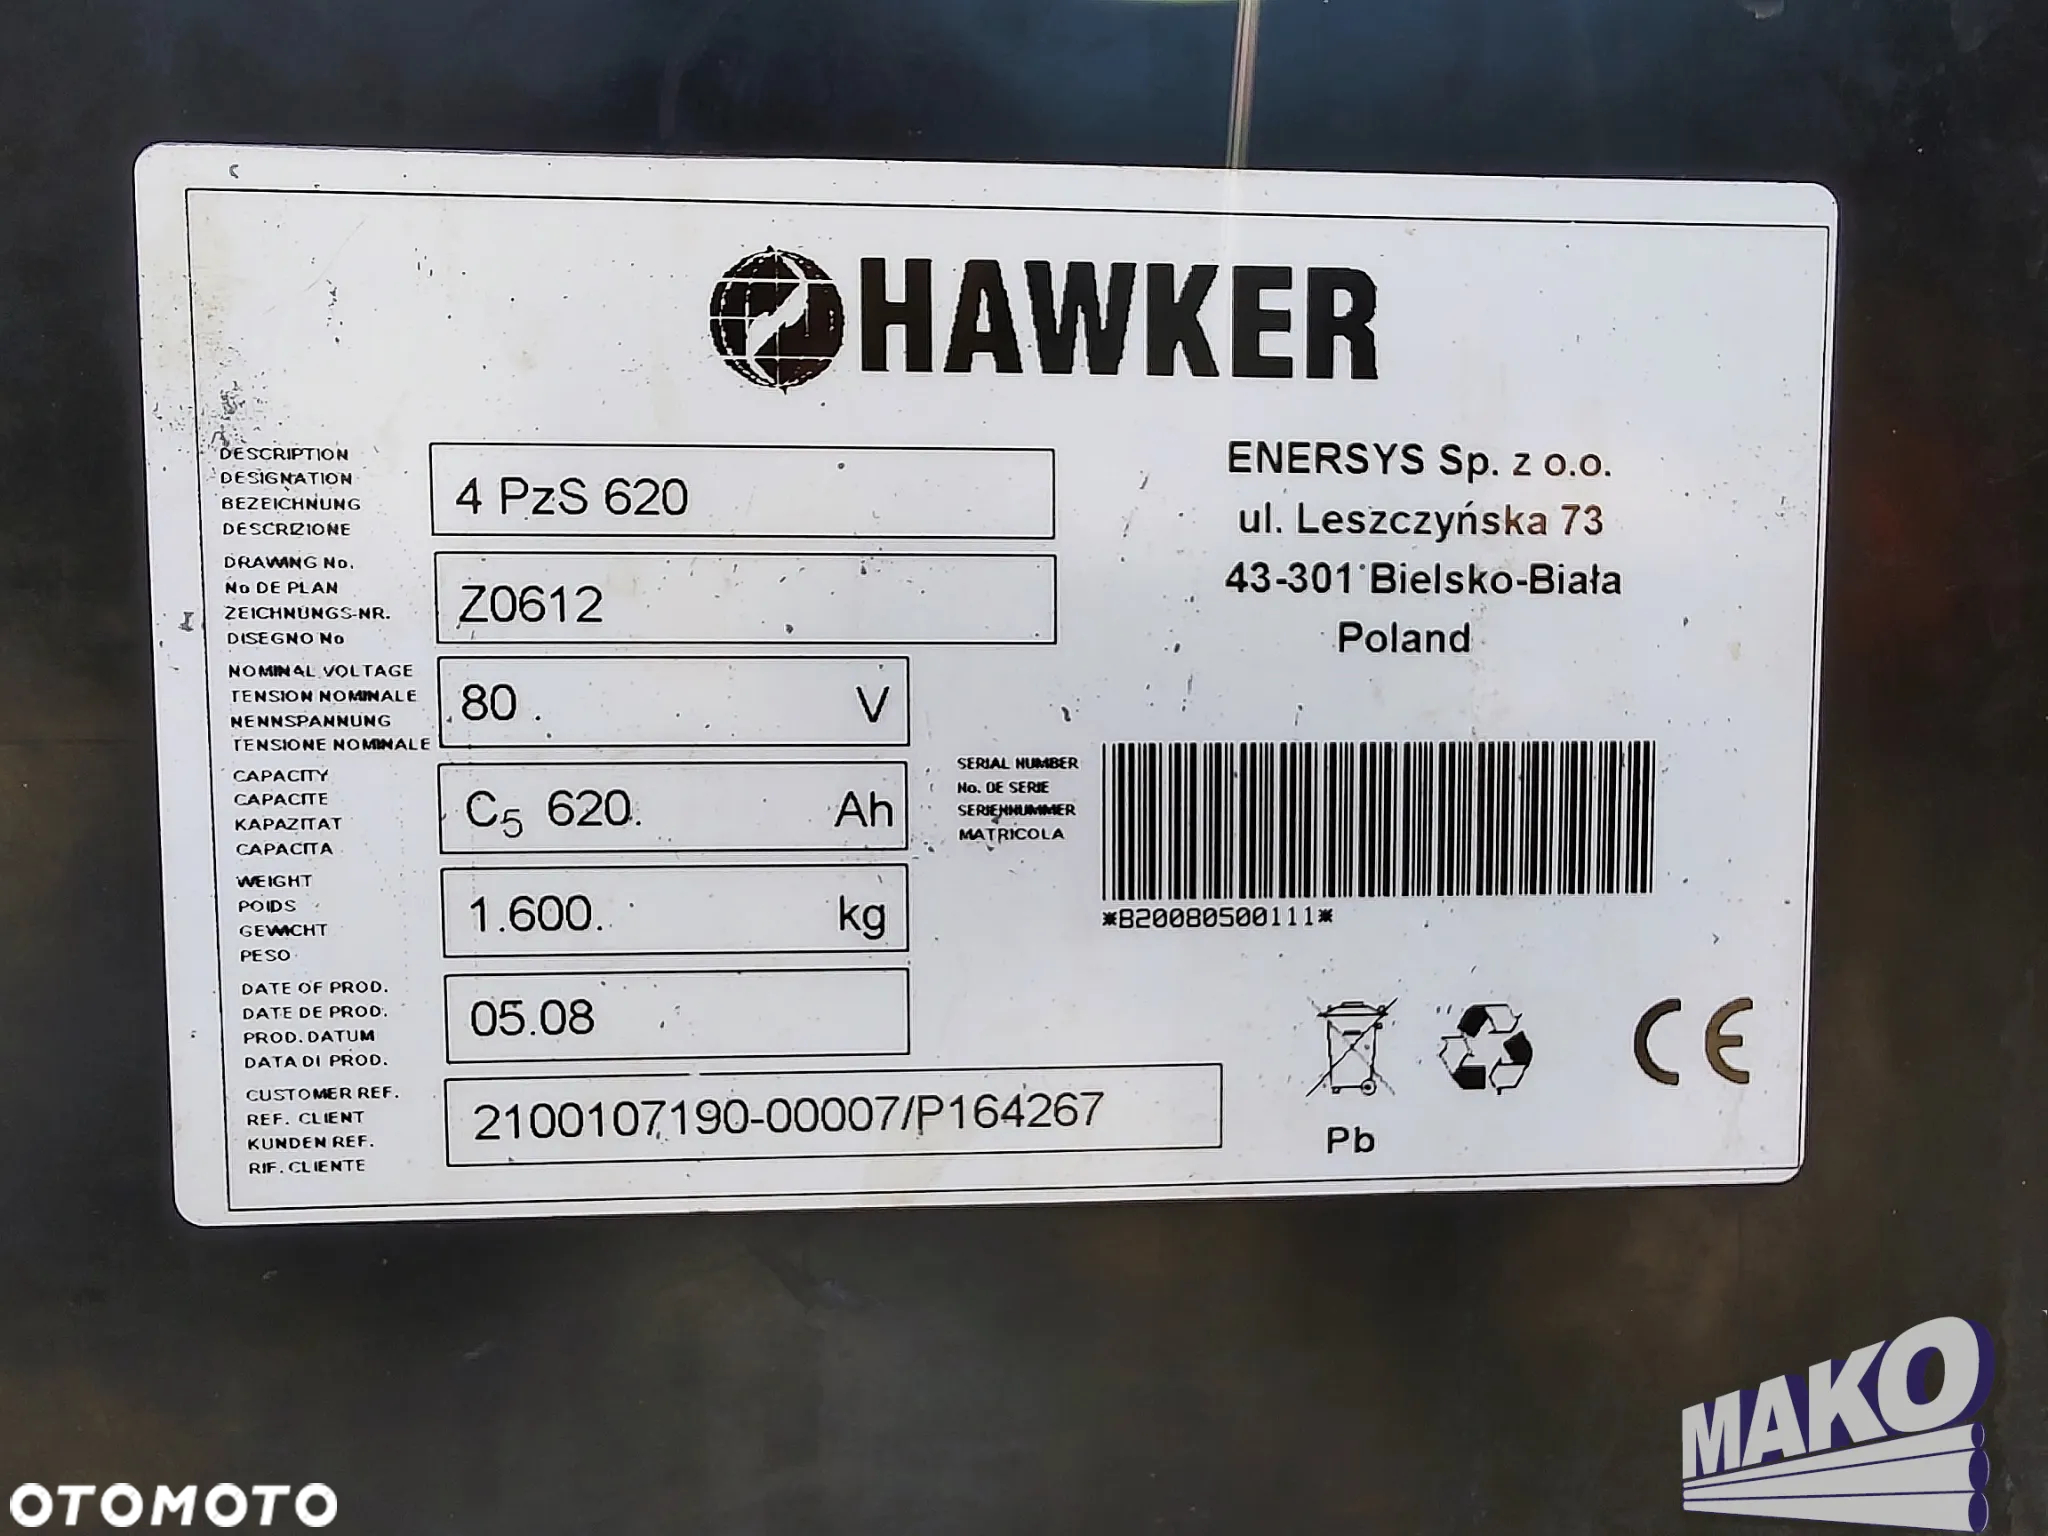 HAWKER
DESCRIPTION
DESIGNATION
BEZEICHNUNG
DESCRIZIONE
4 PzS 620
ENERSYS Sp. z o.o.
ul. Leszczyńska 73
43-301 Bielsko-Biała
Poland
DRAWING No.
No DE PLAN
ZEICHNUNGS-NR.
DISEGNO No
Z0612
NOMINAL VOLTAGE
TENSION NOMINALE
NENNSPANNUNG
TENSIONE NOMINALE
80 V
CAPACITY
CAPACITE
KAPAZITAT
CAPACITA
C5 620. Ah
SERIAL NUMBER
No. DE SERIE
SERIENNUMMER
MATRICOLA
*B20080500111*
WEIGHT
POIDS
GEWICHT
PESO
1.600. kg
DATE OF PROD.
DATE DE PROD.
PROD. DATUM
DATA DI PROD.
05.08
CUSTOMER REF.
REF. CLIENT
KUNDEN REF.
RIF. CLIENTE
2100107190-00007/P164267
Pb
CE
MAKO
OTOMOTO